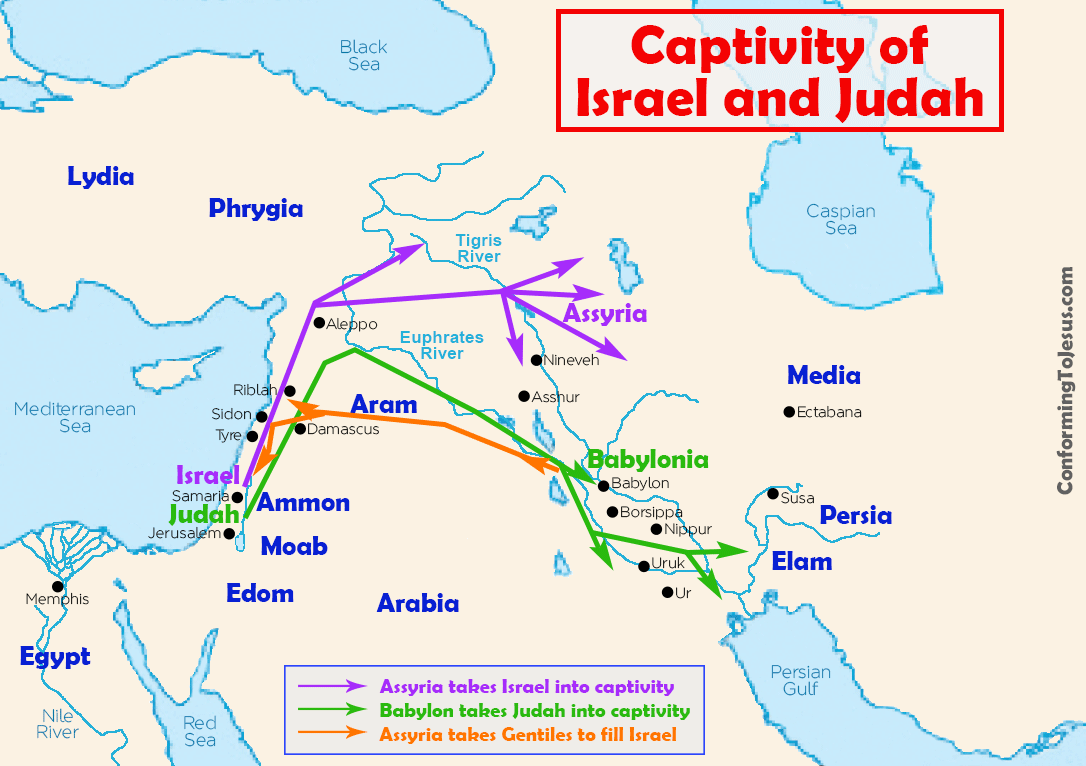 Captivity of
Israel and Judah
Black
Sea
Lydia
Phrygia
Caspian
Sea
Tigris
River
Assyria
Aleppo
Euphrates
River
Nineveh
Media
Riblah
Asshur
Mediterranean
Sea
Aram
Ectabana
Sidon
Tyre
Damascus
Babylonia
Israel
Babylon
Samaria
Ammon
Susa
Judah
Borsippa
Persia
Jerusalem
Nippur
Moab
Elam
Uruk
Memphis
Edom
Arabia
Ur
Egypt
Persian
Gulf
Nile
River
Red
Sea
Assyria takes Israel into captivity
Babylon takes Judah into captivity
Assyria takes Gentiles to fill Israel
ConformingToJesus.com